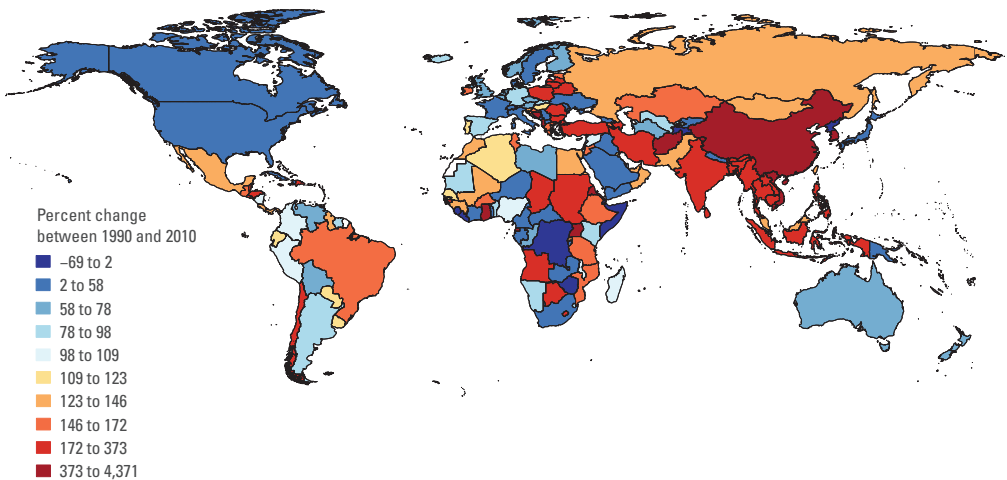 Percent change
between 1990 and 2010
−69 to 2
2 to 58
58 to 78
78 to 98
98 to 109
109 to 123
123 to 146
146 to 172
172 to 373
373 to 4,371